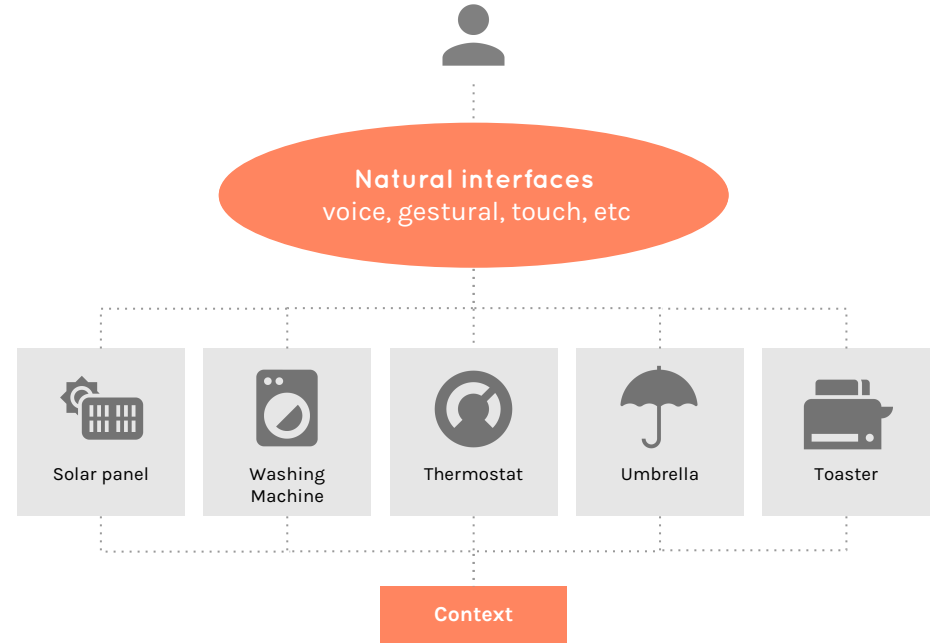 Natural interfaces
voice, gestural, touch, etc
Solar panel
Washing
Machine
Thermostat
Umbrella
Toaster
Context